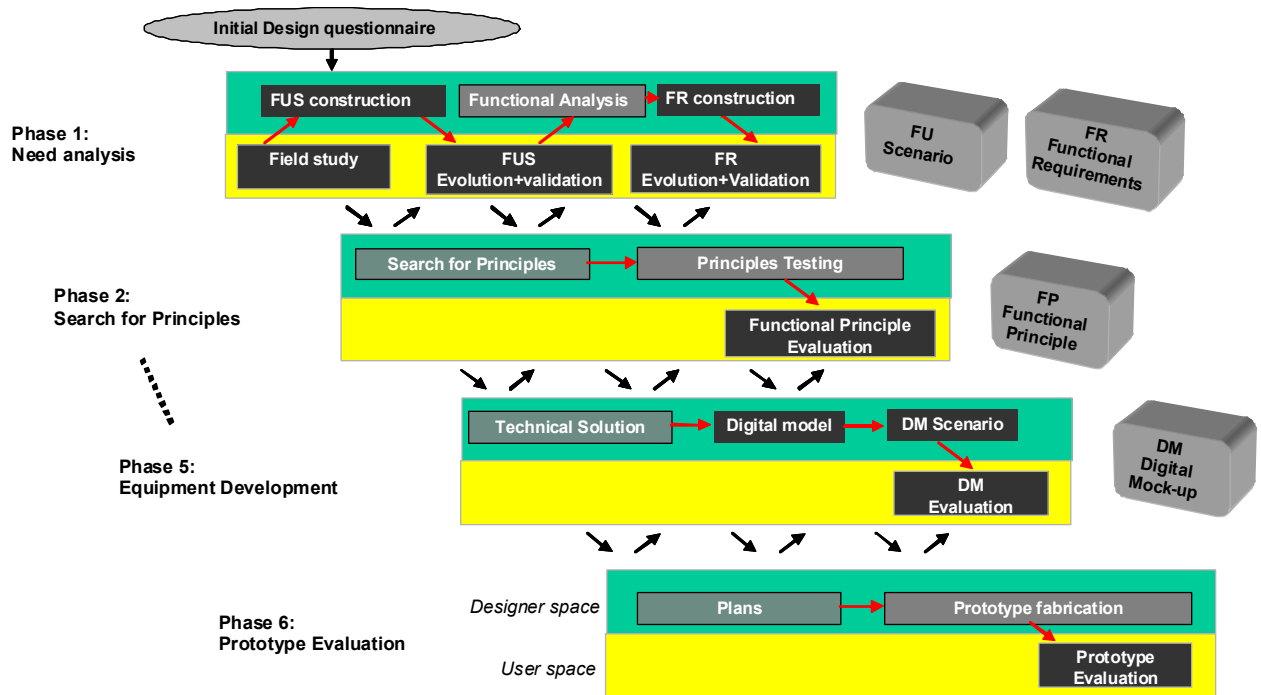 Initial Design questionnaire
FUS construction
Functional Analysis
FR construction
Phase 1:
Need analysis
Field study
FUS
Evolution+validation
FR
Evolution+Validation
FU
Scenario
FR
Functional
Requirements
Search for Principles
Principles Testing
Phase 2:
Search for Principles
Functional Principle
Evaluation
FP
Functional
Principle
Technical Solution
Digital model
DM Scenario
Phase 5:
Equipment Development
DM
Evaluation
DM
Digital
Mock-up
Designer space
Plans
Prototype fabrication
Phase 6:
Prototype Evaluation
User space
Prototype
Evaluation